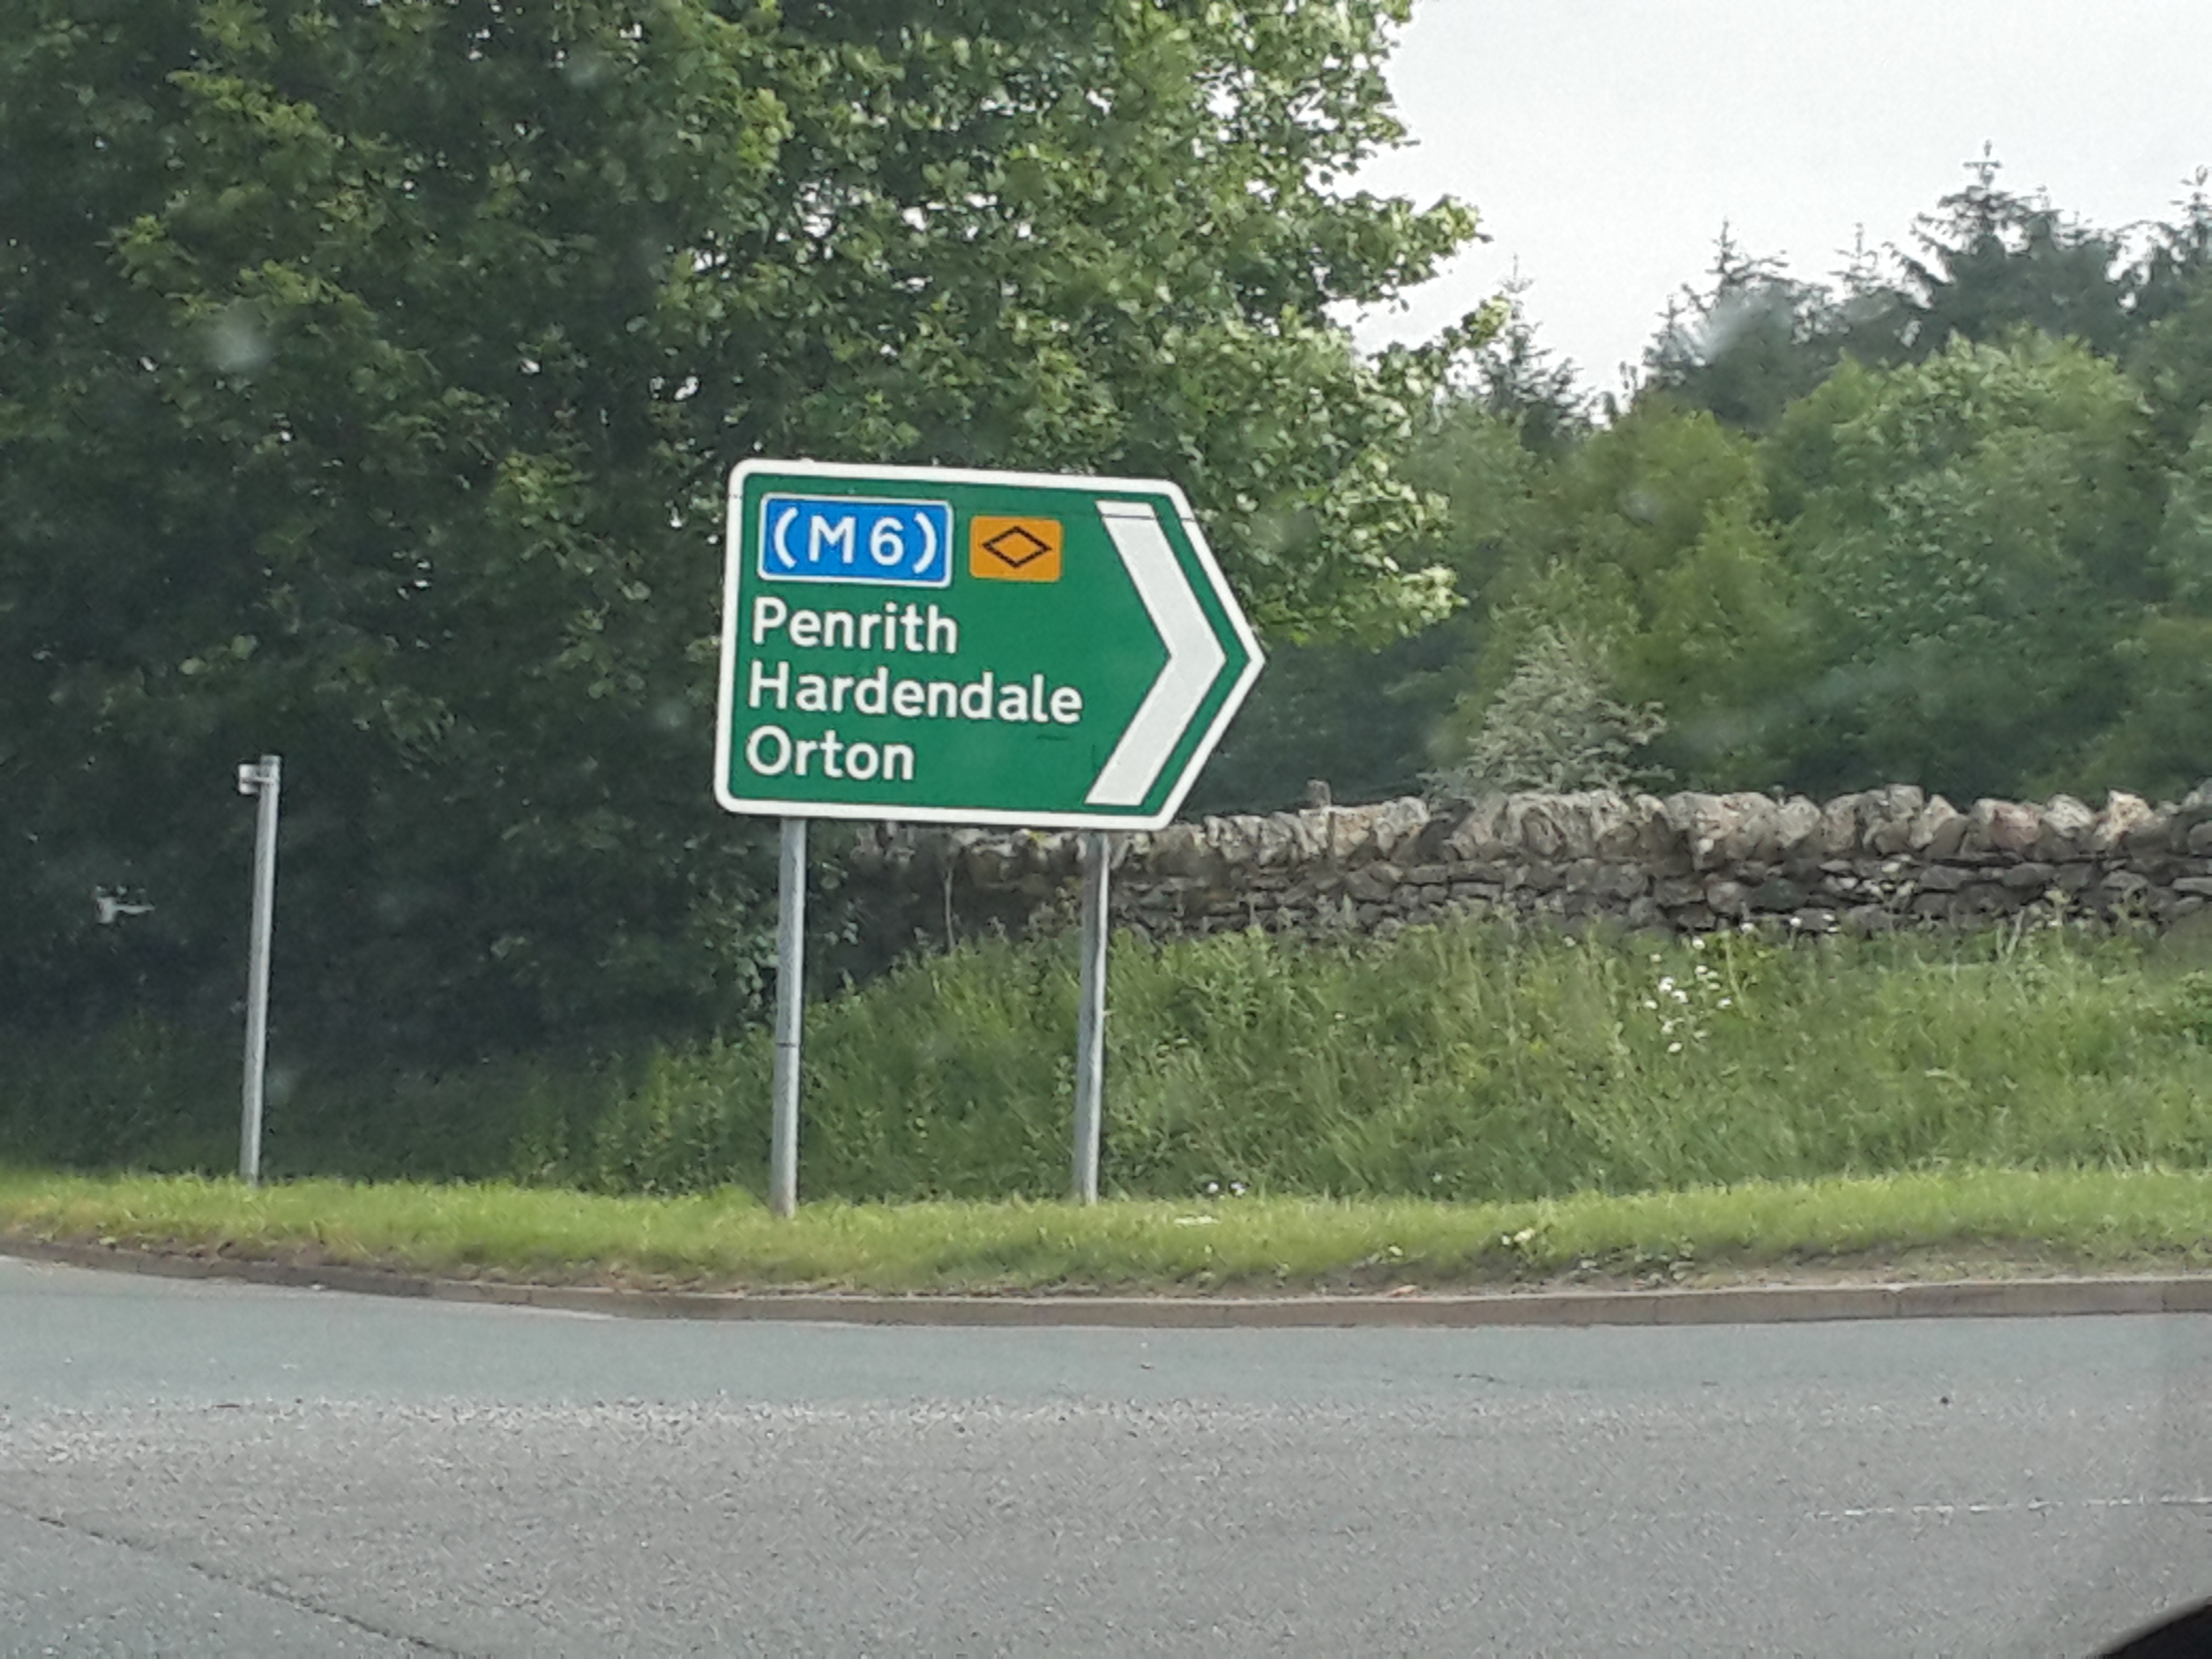 (M6)
Penrith
Hardendale
Orton